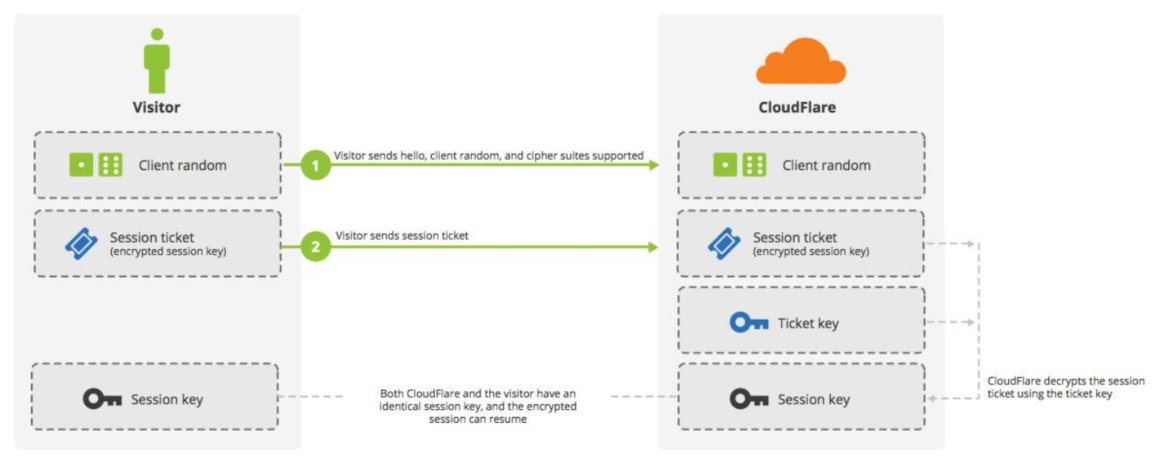 Visitor
CloudFlare
Client random
1
Visitor sends hello, client random, and cipher suites supported
Client random
Session ticket
(encrypted session key)
2
Visitor sends session ticket
Session ticket
(encrypted session key)
Ticket key
Session key
Both CloudFlare and the visitor have an
identical session key, and the encrypted
session can resume
Session key
CloudFlare decrypts the session
ticket using the ticket key